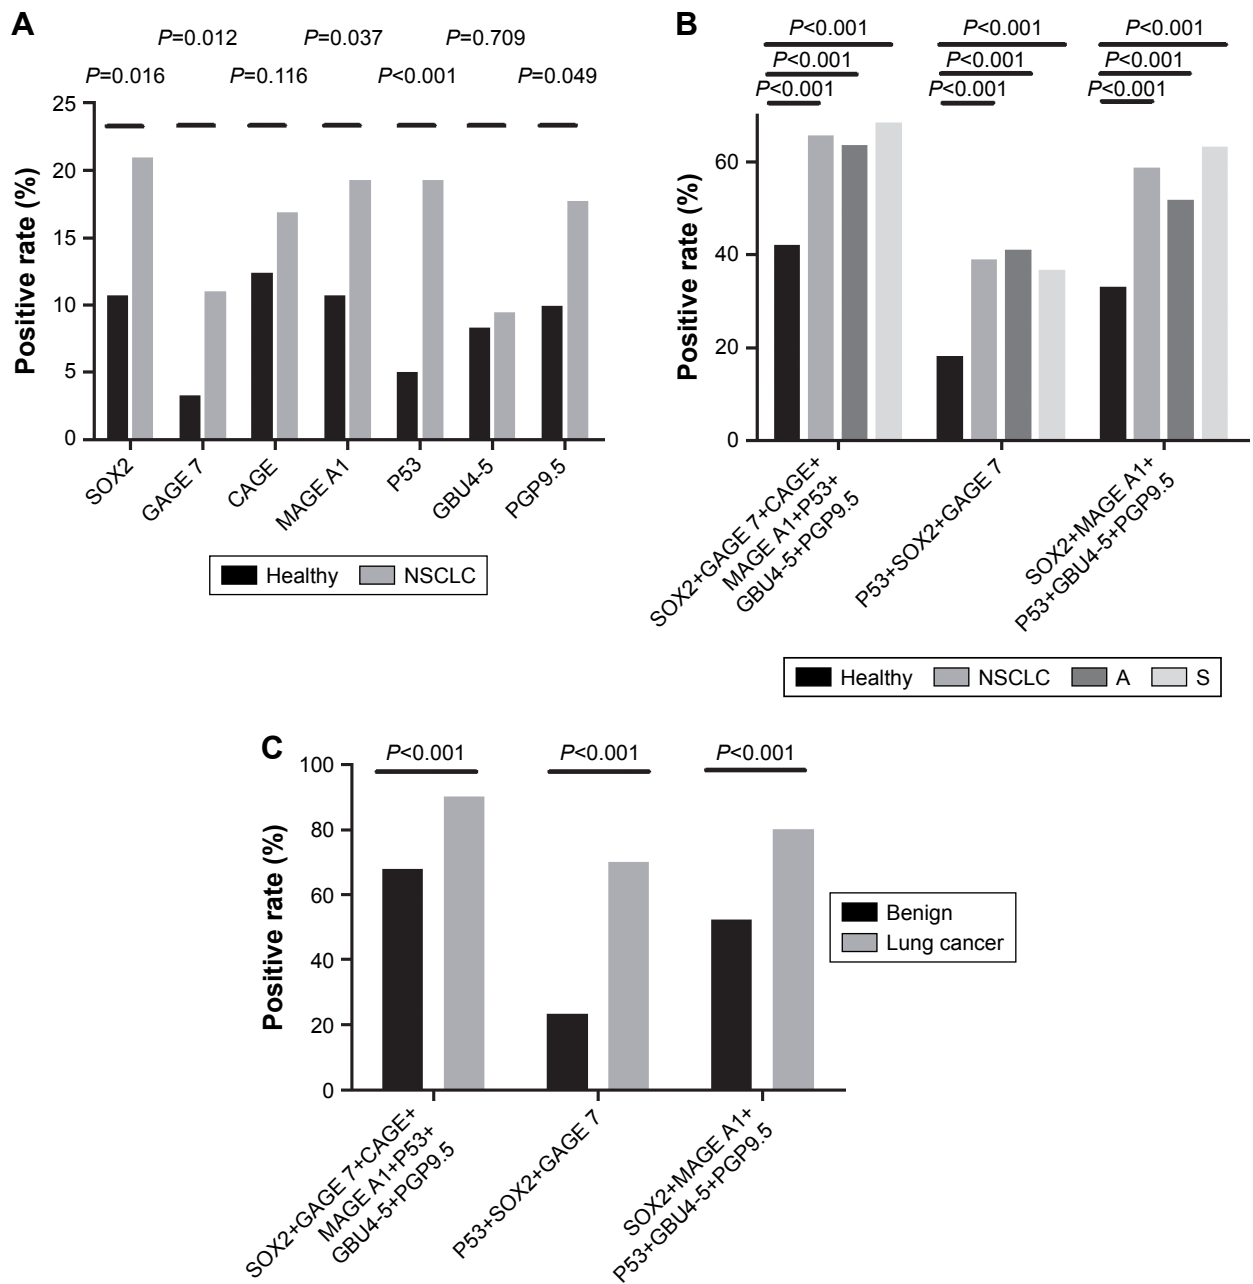 A
P=0.012
P=0.037
P=0.709
P=0.016
P=0.116
P<0.001
P=0.049
Positive rate (%)
25
20
15
10
5
0
SOX2
GAGE 7
CAGE
MAGE A1
P53
GBU4-5
PGP9.5
Healthy
NSCLC
B
P<0.001
P<0.001
P<0.001
P<0.001
P<0.001
P<0.001
P<0.001
P<0.001
P<0.001
Positive rate (%)
60
40
20
0
SOX2+GAGE 7+CAGE+
MAGE A1+P53+
GBU4-5+PGP9.5
P53+SOX2+GAGE 7
SOX2+MAGE A1+
P53+GBU4-5+PGP9.5
Healthy
NSCLC
A
S
C
P<0.001
P<0.001
P<0.001
Positive rate (%)
100
80
60
40
20
0
SOX2+GAGE 7+CAGE+
MAGE A1+P53+
GBU4-5+PGP9.5
P53+SOX2+GAGE 7
SOX2+MAGE A1+
P53+GBU4-5+PGP9.5
Benign
Lung cancer